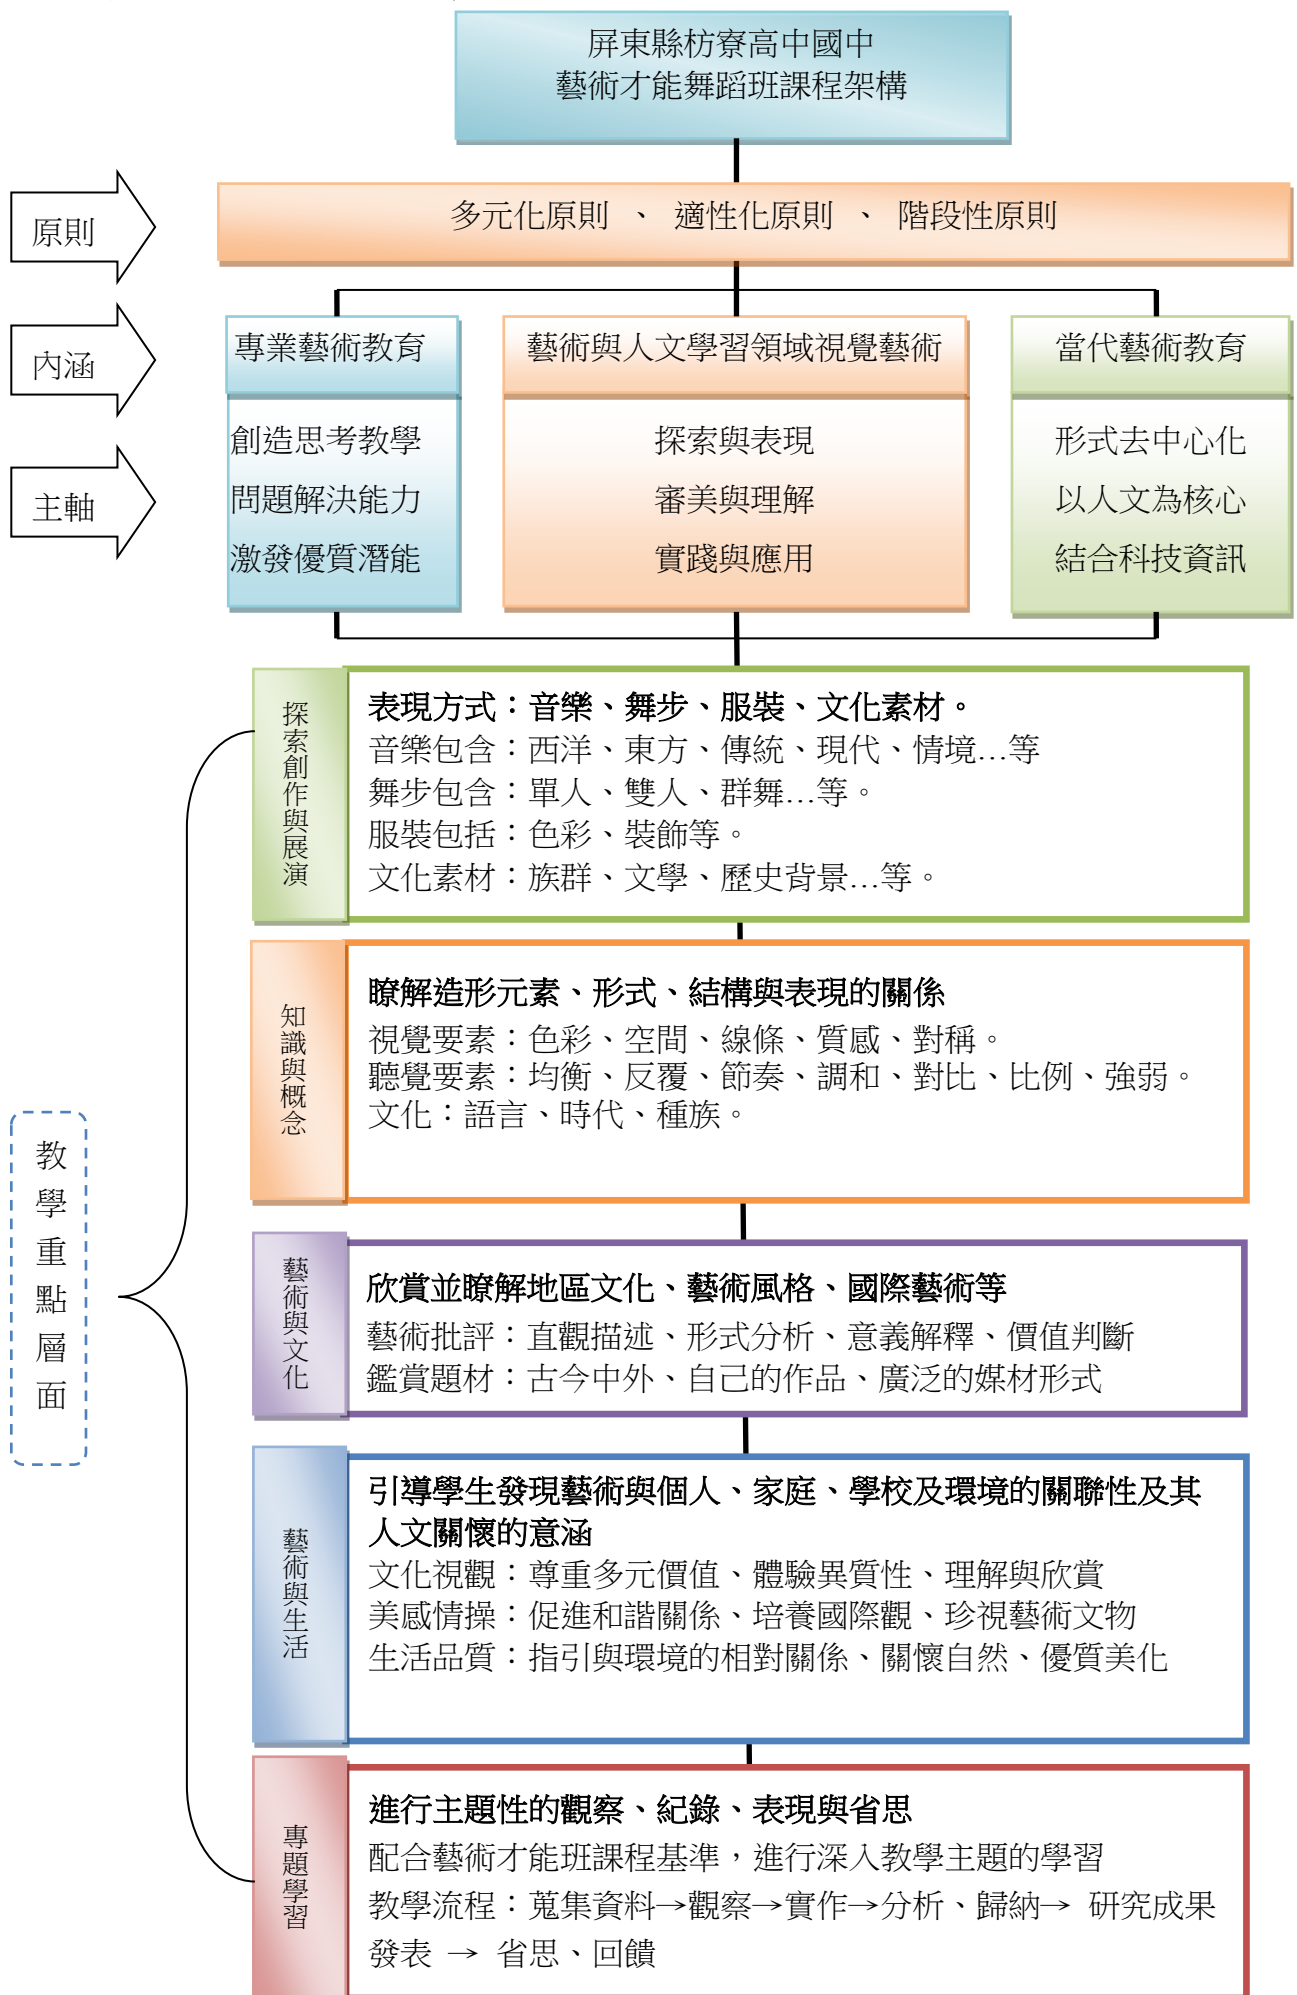 屏東縣枋寮高中國中
藝術才能舞蹈班課程架構
原則
多元化原則 、 適性化原則 、 階段性原則
內涵
專業藝術教育
藝術與人文學習領域視覺藝術
當代藝術教育
主軸
創造思考教學
問題解決能力
激發優質潛能
探索與表現
審美與理解
實踐與應用
形式去中心化
以人文為核心
結合科技資訊
教學重點層面
探索創作與展演
表現方式：音樂、舞步、服裝、文化素材。
音樂包含：西洋、東方、傳統、現代、情境…等
舞步包含：單人、雙人、群舞…等。
服裝包括：色彩、裝飾等。
文化素材：族群、文學、歷史背景…等。
知識與概念
瞭解造形元素、形式、結構與表現的關係
視覺要素：色彩、空間、線條、質感、對稱。
聽覺要素：均衡、反覆、節奏、調和、對比、比例、強弱。
文化：語言、時代、種族。
藝術與文化
欣賞並瞭解地區文化、藝術風格、國際藝術等
藝術批評：直觀描述、形式分析、意義解釋、價值判斷
鑑賞題材：古今中外、自己的作品、廣泛的媒材形式
藝術與生活
引導學生發現藝術與個人、家庭、學校及環境的關聯性及其
人文關懷的意涵
文化視觀：尊重多元價值、體驗異質性、理解與欣賞
美感情操：促進和諧關係、培養國際觀、珍視藝術文物
生活品質：指引與環境的相對關係、關懷自然、優質美化
專題學習
進行主題性的觀察、紀錄、表現與省思
配合藝術才能班課程基準，進行深入教學主題的學習
教學流程：蒐集資料→觀察→實作→分析、歸納→ 研究成果
發表 → 省思、回饋